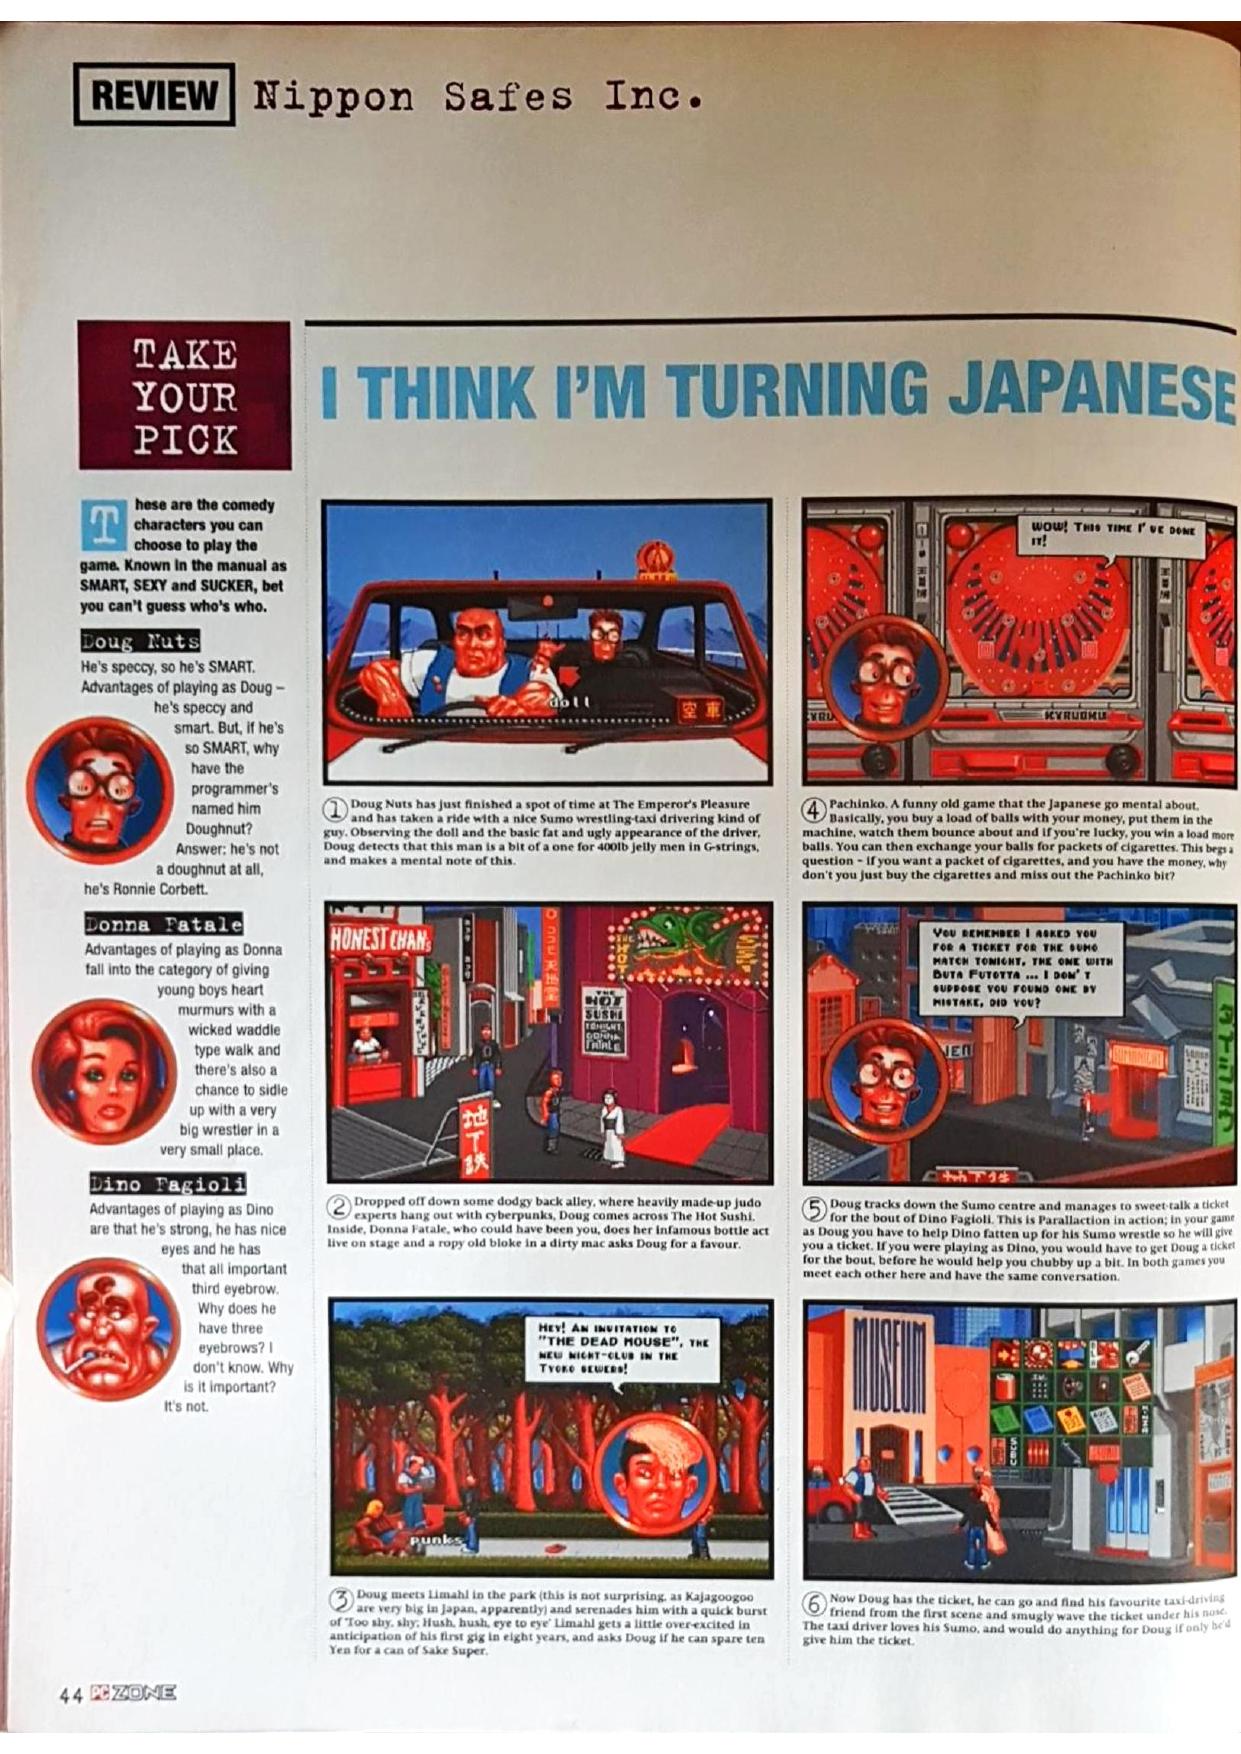 REVIEW Nippon Safes Inc.
TAKE
YOUR
PICK
I THINK I'M TURNING JAPANESE
These are the comedy
characters you can
choose to play the
game. Known in the manual as
SMART, SEXY and SUCKER, bet
you can't guess who's who.
Doug Nuts
He's speccy, so he's SMART.
Advantages of playing as Doug –
he's speccy and
smart. But, if he's
so SMART, why
have the
programmer's
named him
Doughnut?
Answer: he's not
a doughnut at all,
he's Ronnie Corbett.
Donna Fatale
Advantages of playing as Donna
fall into the category of giving
young boys heart
murmurs with a
wicked waddle
type walk and
there's also a
chance to sidle
up with a very
big wrestler in a
very small place.
Dino Fagioli
Advantages of playing as Dino
are that he's strong, he has nice
eyes and he has
that all important
third eyebrow.
Why does he
have three
eyebrows? I
don't know. Why
is it important?
It's not.
doll
空車
1 Doug Nuts has just finished a spot of time at The Emperor's Pleasure
and has taken a ride with a nice Sumo wrestling-taxi drivering kind of
guy. Observing the doll and the basic fat and ugly appearance of the driver,
Doug detects that this man is a bit of a one for 400lb jelly men in G-strings,
and makes a mental note of this.
HONEST CHAN's
THE
HOT
SUSHI
TONIGHT:
DONNA
FATALE
地下鉄
2 Dropped off down some dodgy back alley, where heavily made-up judo
experts hang out with cyberpunks, Doug comes across The Hot Sushi.
Inside, Donna Fatale, who could have been you, does her infamous bottle act
live on stage and a ropy old bloke in a dirty mac asks Doug for a favour.
HEY! AN INVITATION TO
"THE DEAD MOUSE", THE
NEW NIGHT-CLUB IN THE
TYOKO SEWERS!
punks
3 Doug meets Limahl in the park (this is not surprising, as Kajagoogoo
are very big in Japan, apparently) and serenades him with a quick burst
of 'Too shy, shy; Hush, hush, eye to eye' Limahl gets a little over-excited in
anticipation of his first gig in eight years, and asks Doug if he can spare ten
Yen for a can of Sake Super.
WOW! THIS TIME I'VE DONE
IT!
KYRUOKU
4 Pachinko. A funny old game that the Japanese go mental about.
Basically, you buy a load of balls with your money, put them in the
machine, watch them bounce about and if you're lucky, you win a load more
balls. You can then exchange your balls for packets of cigarettes. This begs a
question – if you want a packet of cigarettes, and you have the money, why
don't you just buy the cigarettes and miss out the Pachinko bit?
YOU REMEMBER I ASKED YOU
FOR A TICKET FOR THE SUMO
MATCH TONIGHT, THE ONE WITH
BUTA FUTOTTA ... I DON'T
SUPPOSE YOU FOUND ONE BY
MISTAKE, DID YOU?
5 Doug tracks down the Sumo centre and manages to sweet-talk a ticket
for the bout of Dino Fagioli. This is Parallaction in action; in your game
as Doug you have to help Dino fatten up for his Sumo wrestle so he will give
you a ticket. If you were playing as Dino, you would have to get Doug a ticket
for the bout, before he would help you chubby up a bit. In both games you
meet each other here and have the same conversation.
MUSEUM
6 Now Doug has the ticket, he can go and find his favourite taxi-driving
friend from the first scene and smugly wave the ticket under his nose.
The taxi driver loves his Sumo, and would do anything for Doug if only he'd
give him the ticket.
44 PC ZONE